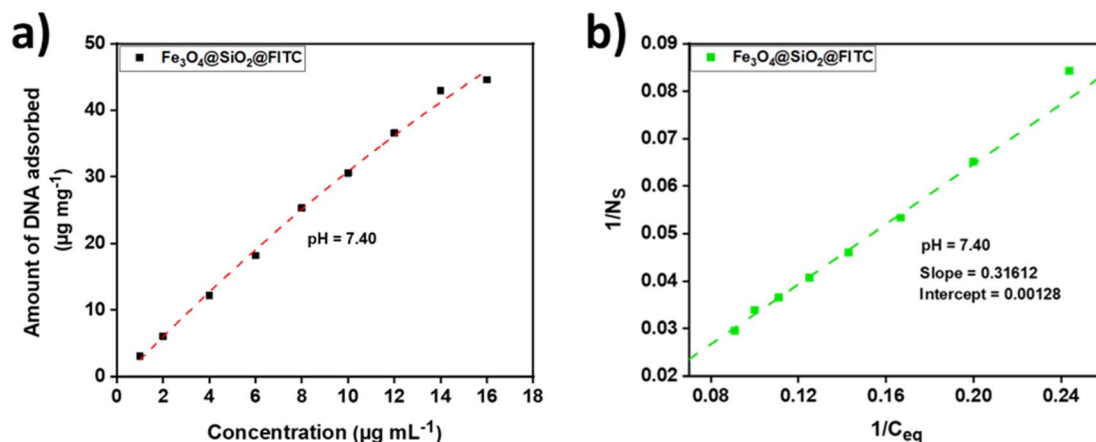 a)
50
40
30
20
10
0
Amount of DNA adsorbed
(µg mg⁻¹)
Fe₃O₄@SiO₂@FITC
pH = 7.40
0 2 4 6 8 10 12 14 16 18
Concentration (µg mL⁻¹)
b)
0.09
0.08
0.07
0.06
0.05
0.04
0.03
0.02
1/Nₛ
Fe₃O₄@SiO₂@FITC
pH = 7.40
Slope = 0.31612
Intercept = 0.00128
0.08 0.12 0.16 0.20 0.24
1/Cₑq